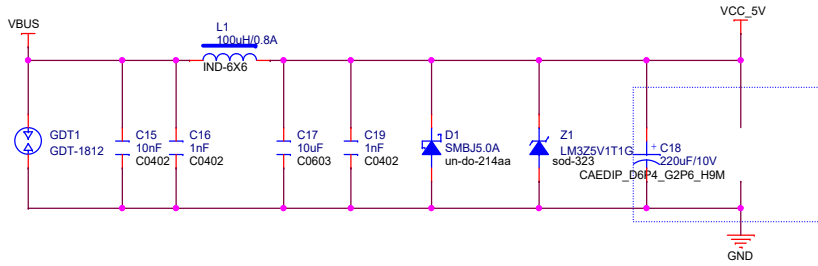 VBUS
L1
100uH/0.8A
IND-6X6
VCC_5V
GDT1
GDT-1812
C15
10nF
C0402
C16
1nF
C0402
C17
10uF
C0603
C19
1nF
C0402
D1
SMBJ5.0A
un-do-214aa
Z1
LM3Z5V1T1G
sod-323
+
C18
220uF/10V
CAEDIP_D6P4_G2P6_H9M
GND